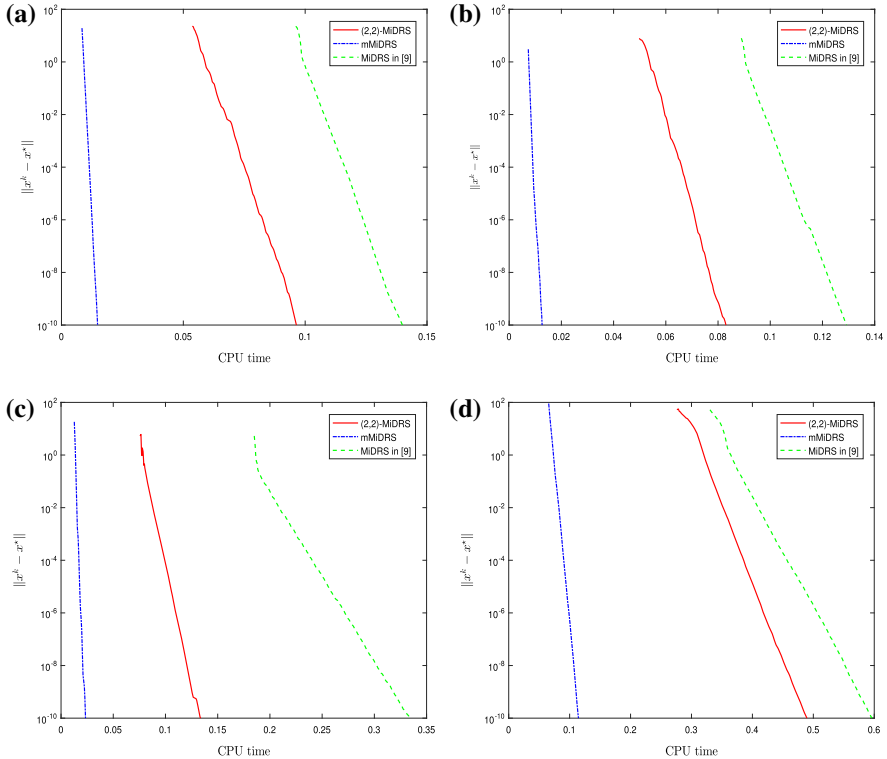 (a)
10^2
10^0
10^-2
10^-4
10^-6
10^-8
10^-10
||x^k − x^*||
0
0.05
0.1
0.15
CPU time
(2,2)-MiDRS
mMiDRS
MiDRS in [9]
(b)
10^2
10^0
10^-2
10^-4
10^-6
10^-8
10^-10
||x^k − x^*||
0
0.02
0.04
0.06
0.08
0.1
0.12
0.14
CPU time
(2,2)-MiDRS
mMiDRS
MiDRS in [9]
(c)
10^2
10^0
10^-2
10^-4
10^-6
10^-8
10^-10
||x^k − x^*||
0
0.05
0.1
0.15
0.2
0.25
0.3
0.35
CPU time
(2,2)-MiDRS
mMiDRS
MiDRS in [9]
(d)
10^2
10^0
10^-2
10^-4
10^-6
10^-8
10^-10
||x^k − x^*||
0
0.1
0.2
0.3
0.4
0.5
0.6
CPU time
(2,2)-MiDRS
mMiDRS
MiDRS in [9]